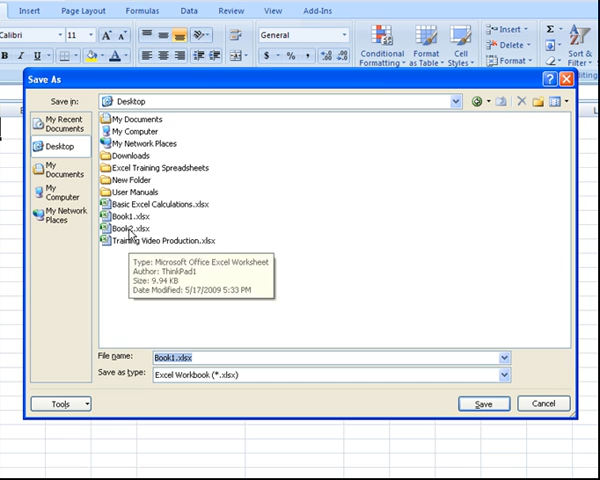 Insert Page Layout Formulas Data Review View Add-Ins
Calibri 11 A A General Insert Σ
B I U A $ % , .0 .00 .00 .0 Conditional Formatting Format as Table Cell Styles Delete Format Sort & Filter
Save As
Save in: Desktop
My Recent Documents
Desktop
My Documents
My Computer
My Network Places
My Documents
My Computer
My Network Places
Downloads
Excel Training Spreadsheets
New Folder
User Manuals
Basic Excel Calculations.xlsx
Book1.xlsx
Book2.xlsx
Training Video Production.xlsx
Type: Microsoft Office Excel Worksheet
Author: ThinkPad1
Size: 9.94 KB
Date Modified: 5/17/2009 5:33 PM
File name: Book1.xlsx
Save as type: Excel Workbook (*.xlsx)
Tools Save Cancel